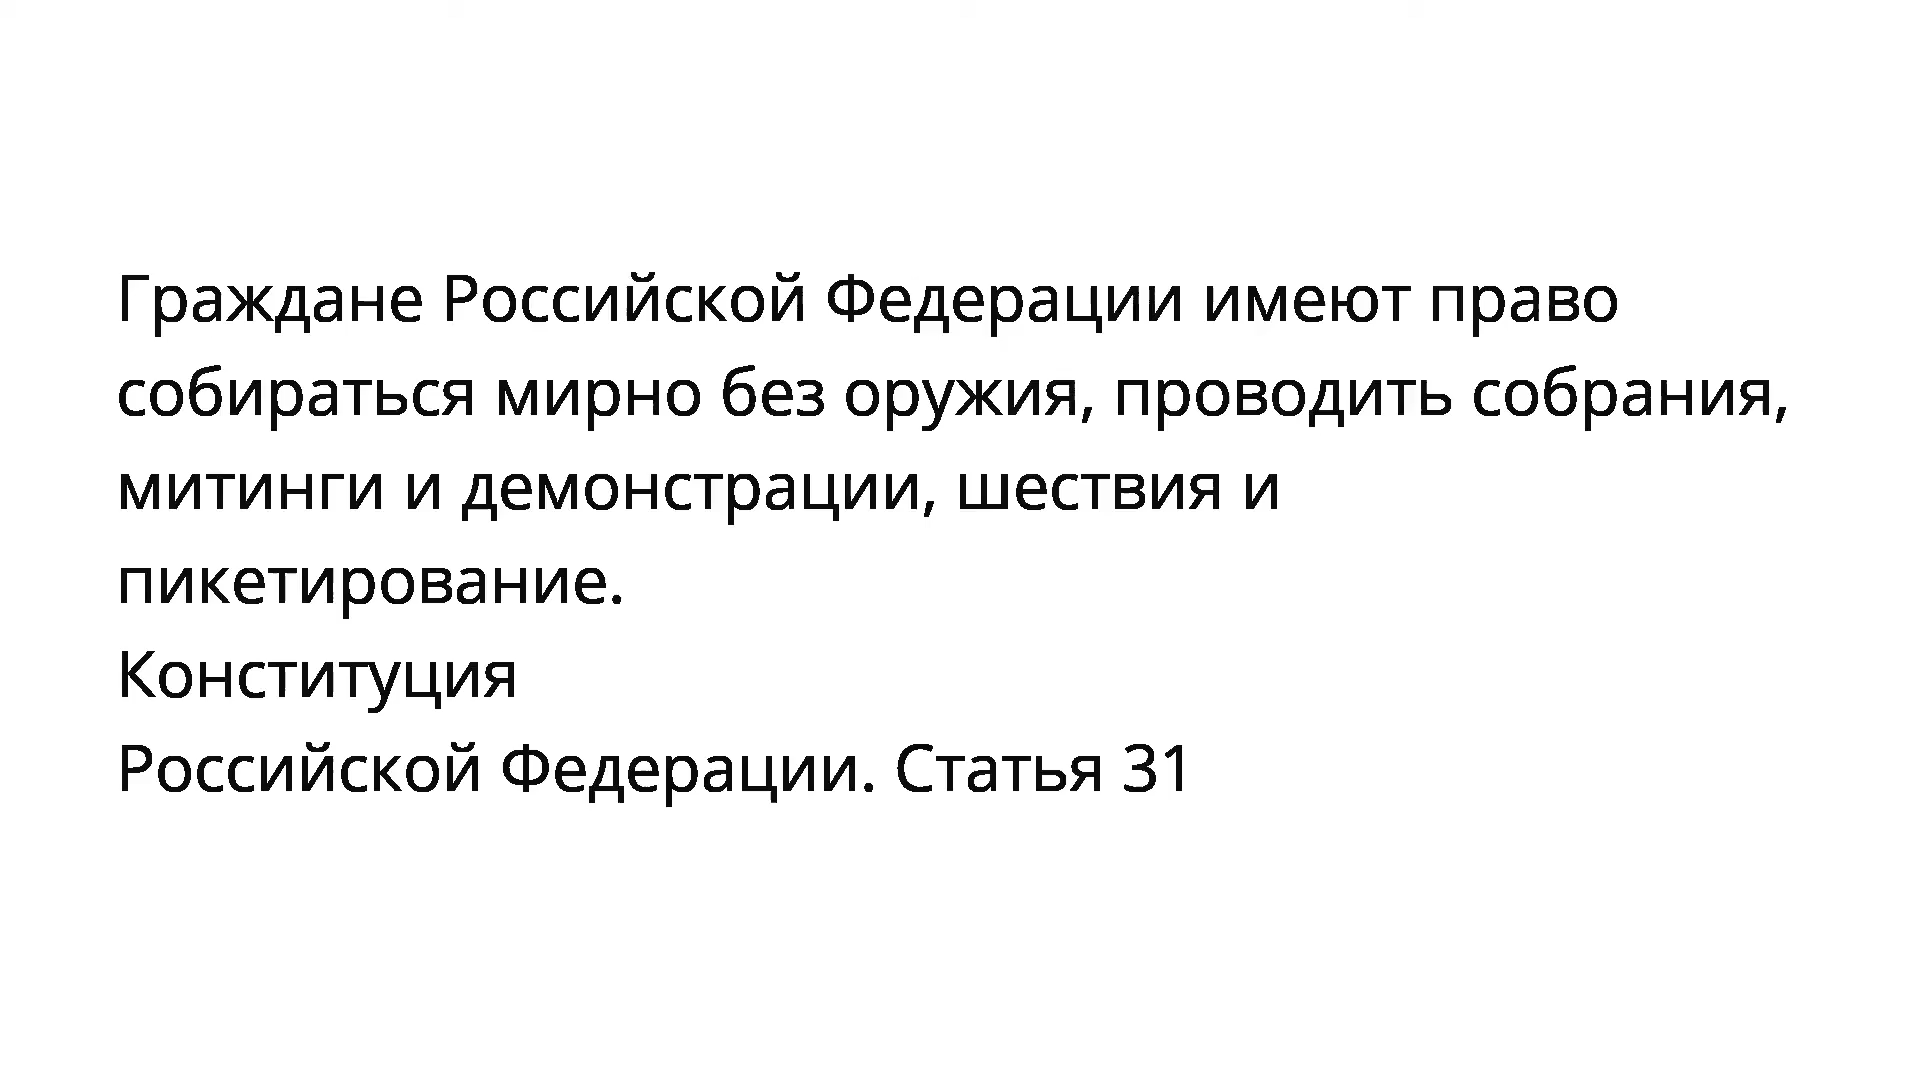 Граждане Российской Федерации имеют право
собираться мирно без оружия, проводить собрания,
митинги и демонстрации, шествия и
пикетирование.
Конституция
Российской Федерации. Статья 31